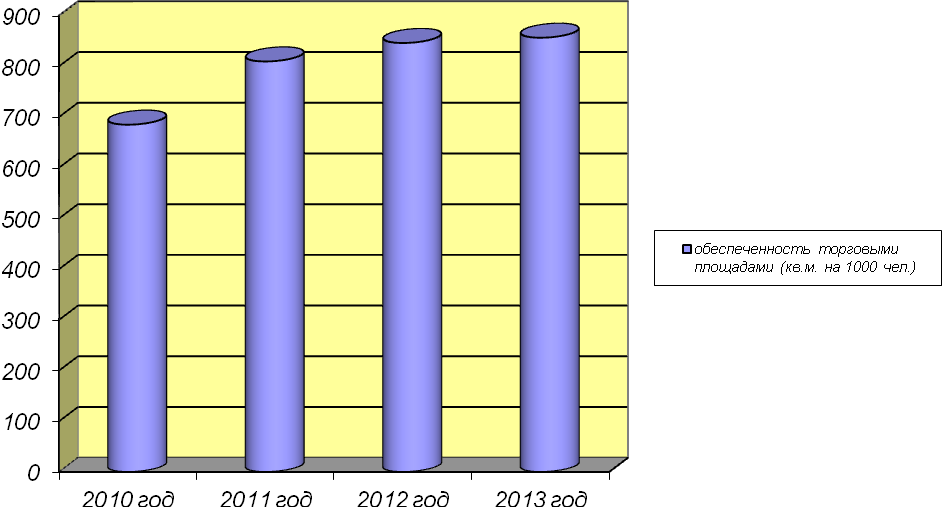 900
800
700
600
500
400
300
200
100
0
2010 год
2011 год
2012 год
2013 год
обеспеченность торговыми
площадами (кв.м. на 1000 чел.)